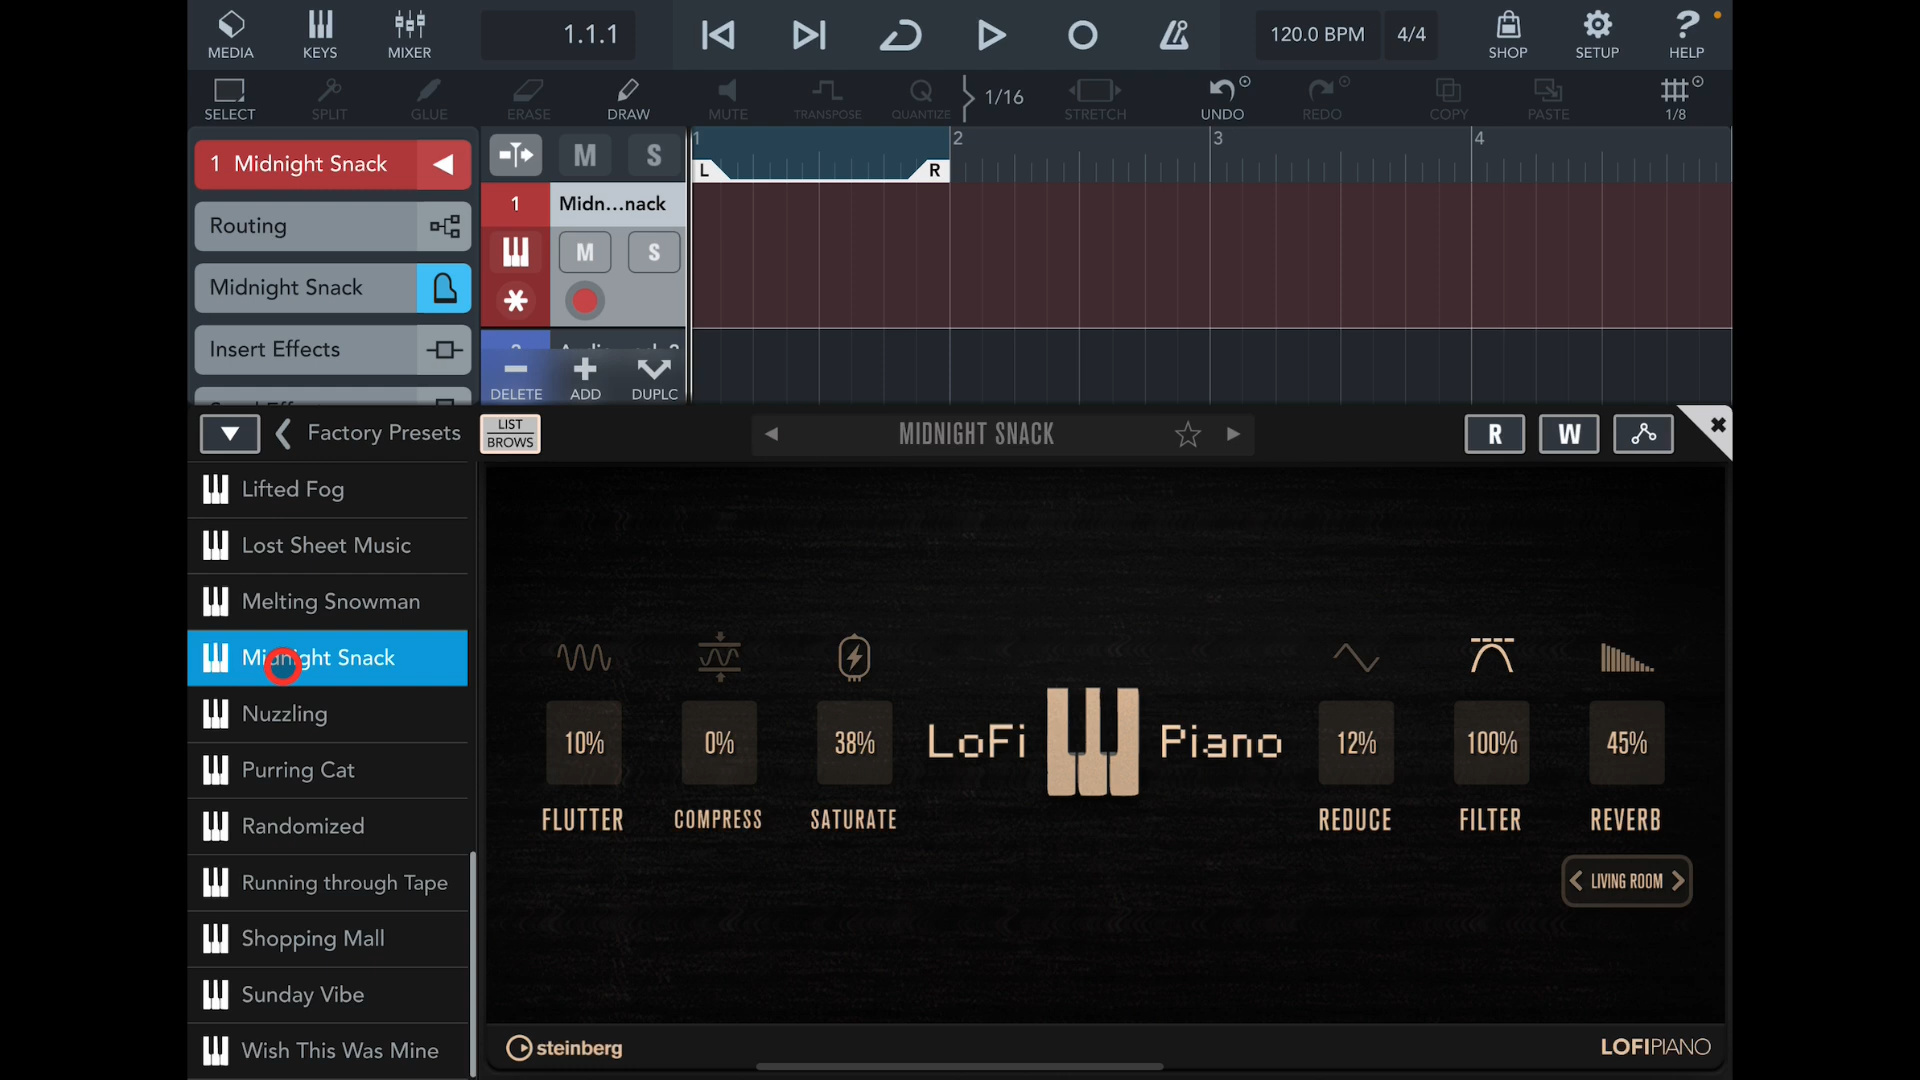 MEDIA
KEYS
MIXER
1.1.1
120.0 BPM
4/4
SHOP
SETUP
HELP
SELECT
SPLIT
GLUE
ERASE
DRAW
MUTE
TRANSPOSE
QUANTIZE
1/16
STRETCH
UNDO
REDO
COPY
PASTE
1/8
1 Midnight Snack
M S
1 2 3 4
L R
1 Midn...nack
Routing
M S
Midnight Snack
Insert Effects
DELETE
ADD
DUPLC
Factory Presets
LIST
BROWS
MIDNIGHT SNACK
R W
Lifted Fog
Lost Sheet Music
Melting Snowman
Midnight Snack
Nuzzling
Purring Cat
Randomized
Running through Tape
Shopping Mall
Sunday Vibe
Wish This Was Mine
10% 0% 38% LoFi Piano 12% 100% 45%
FLUTTER COMPRESS SATURATE REDUCE FILTER REVERB
LIVING ROOM
steinberg
LOFIPIANO